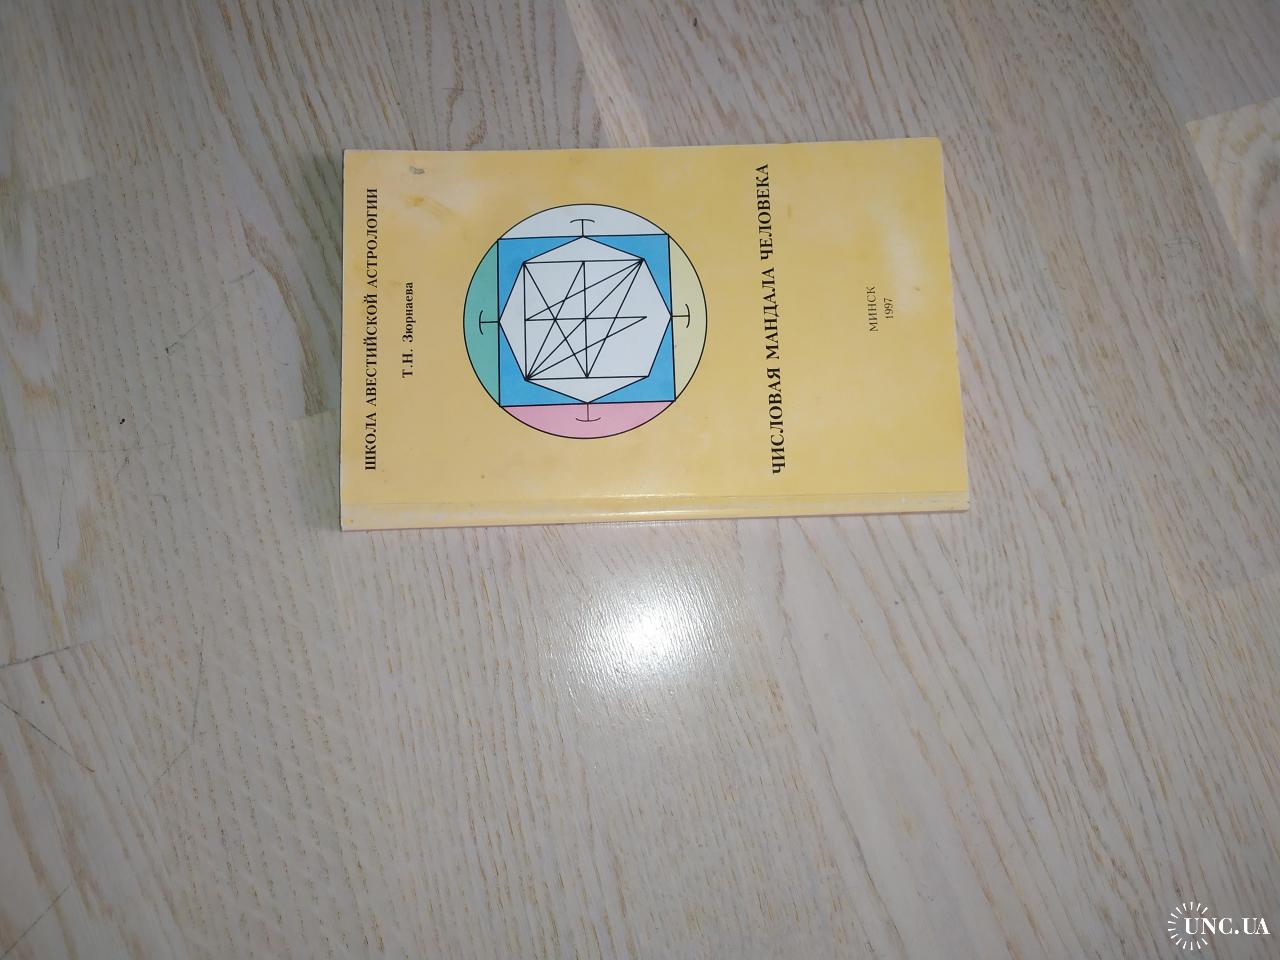 ШКОЛА АВЕСТИЙСКОЙ АСТРОЛОГИИ
Т.Н. Зюрнаева
ЧИСЛОВАЯ МАНДАЛА ЧЕЛОВЕКА
МИНСК
1997
UNC.UA